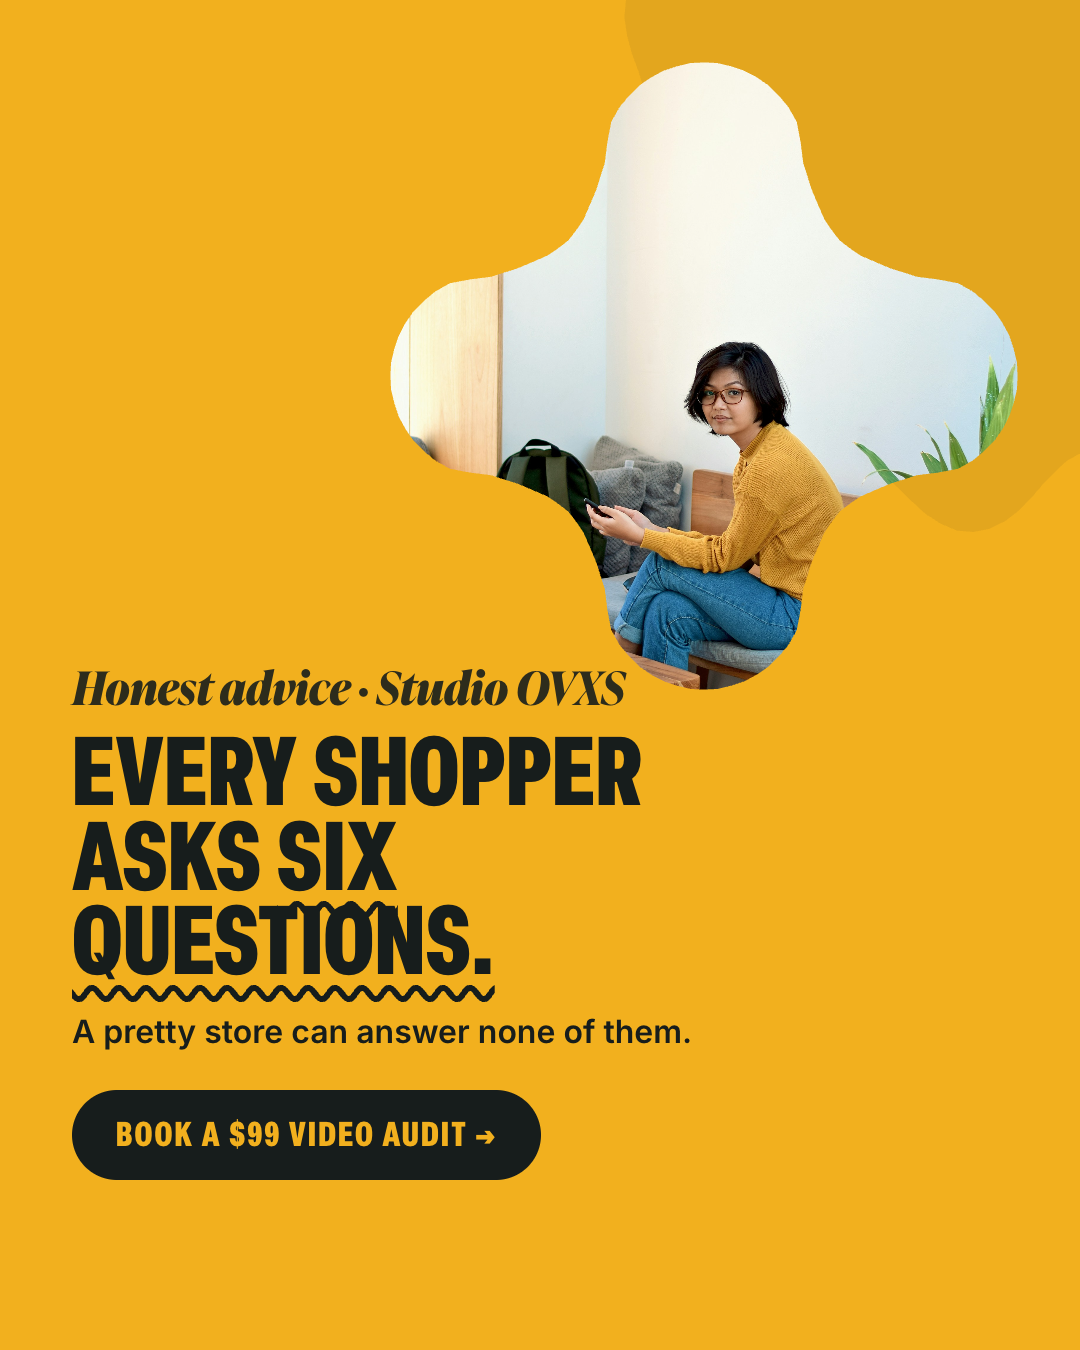 Honest advice · Studio OVXS
EVERY SHOPPER
ASKS SIX
QUESTIONS.
A pretty store can answer none of them.
BOOK A $99 VIDEO AUDIT →